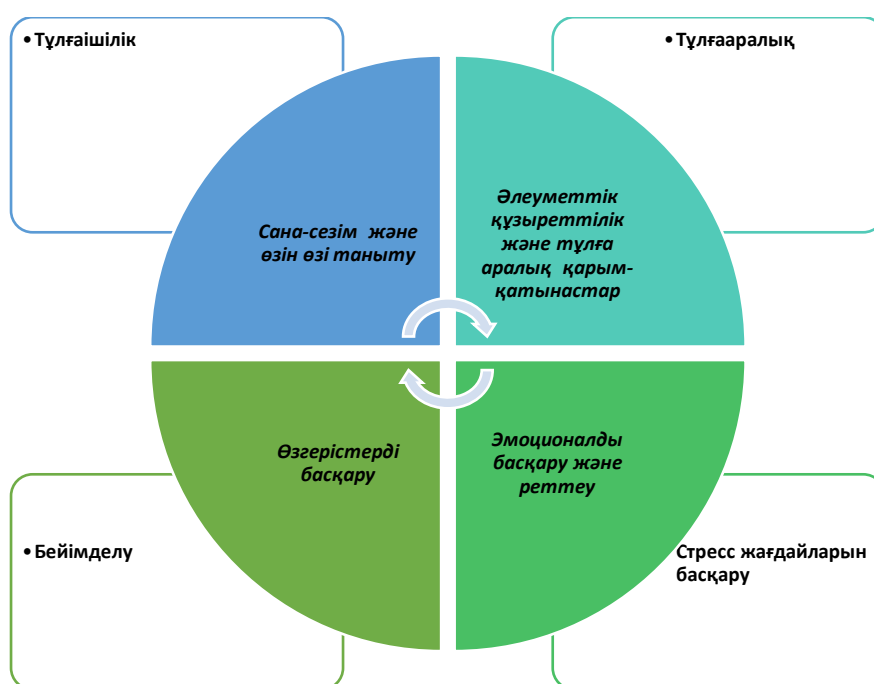 • Тұлғаішілік
• Тұлғааралық
Сана-сезім және
өзін өзі таныту
Әлеуметтік
құзыреттілік
және тұлға
аралық қарым-
қатынастар
Өзгерістерді
басқару
Эмоционалды
басқару және
реттеу
• Бейімделу
Стресс жағдайларын
басқару